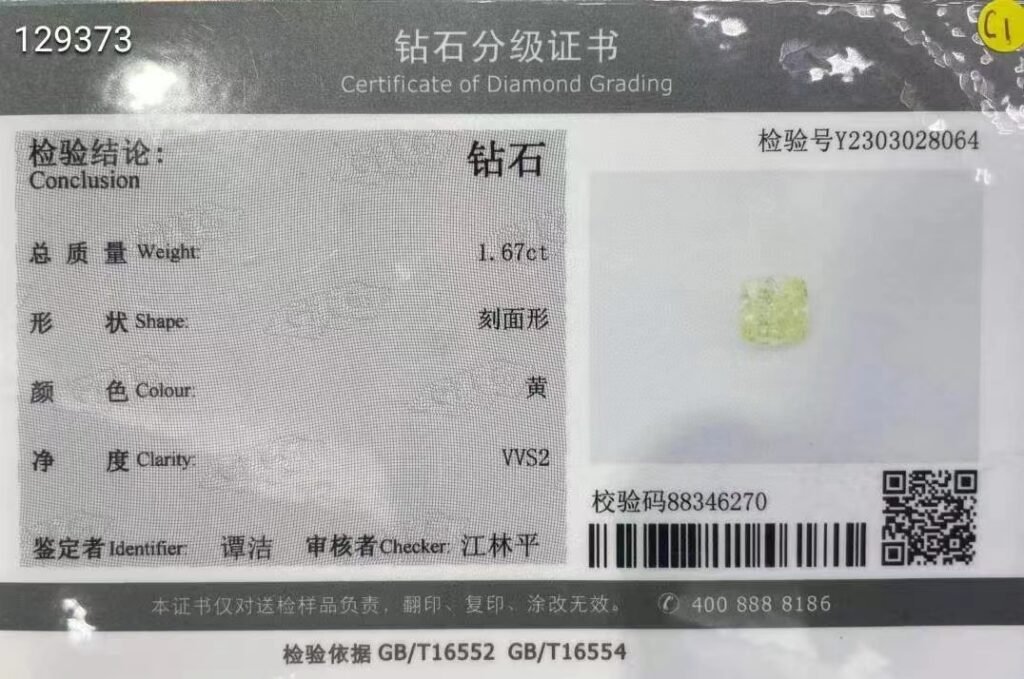 129373
C1
钻石分级证书
Certificate of Diamond Grading
检验结论: 钻石
Conclusion
总质量 Weight: 1.67ct
形状 Shape: 刻面形
颜色 Colour: 黄
净度 Clarity: VVS2
鉴定者 Identifier: 谭洁 审核者 Checker: 江林平
检验号Y2303028064
校验码88346270
本证书仅对送检样品负责，翻印、复印、涂改无效。 400 888 8186
检验依据 GB/T16552 GB/T16554